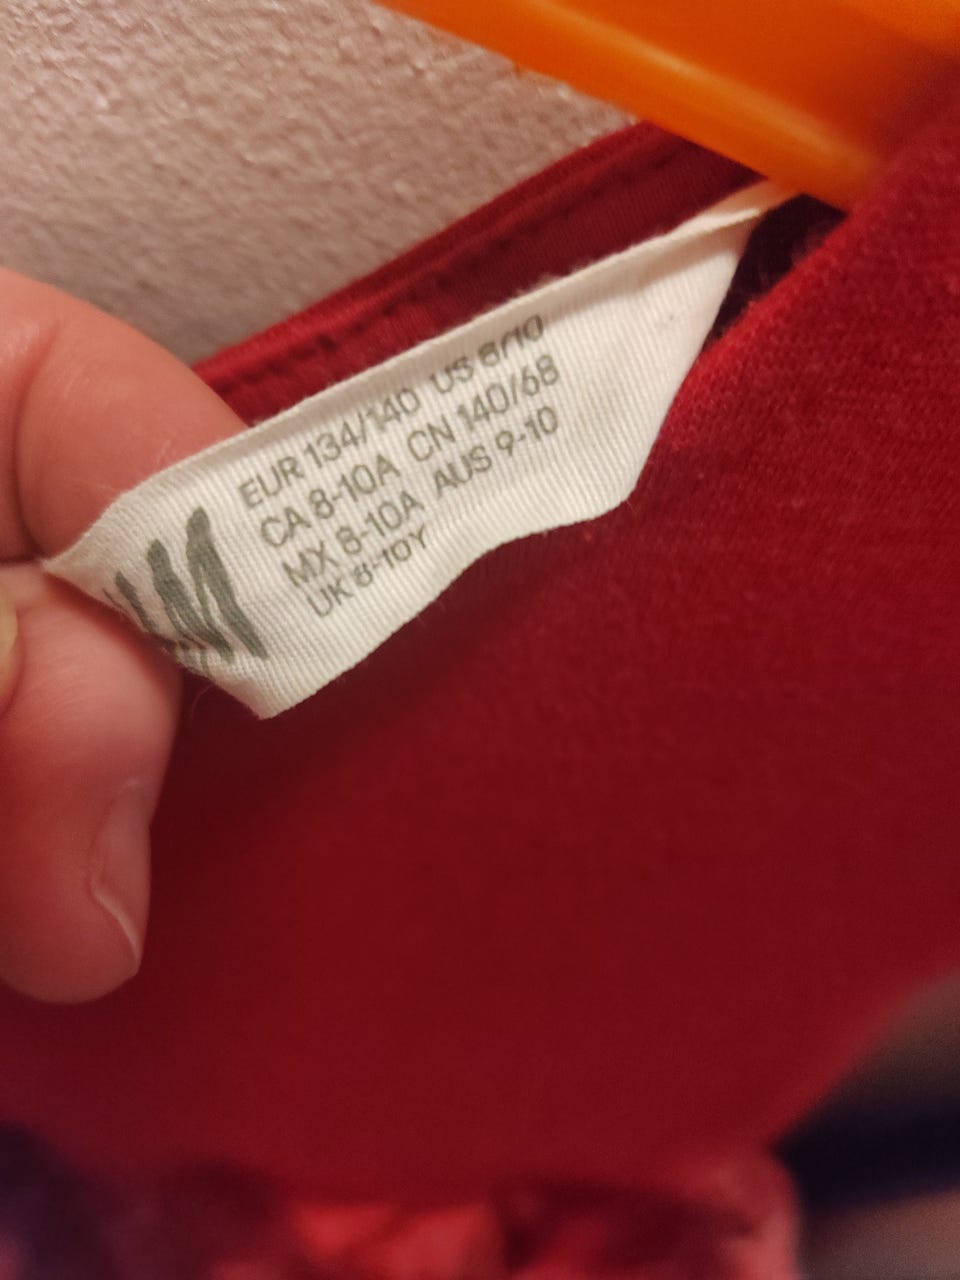 EUR 134/140 US 8/10
CA 8-10A CN 140/68
MX 8-10A AUS 9-10
UK 8-10Y